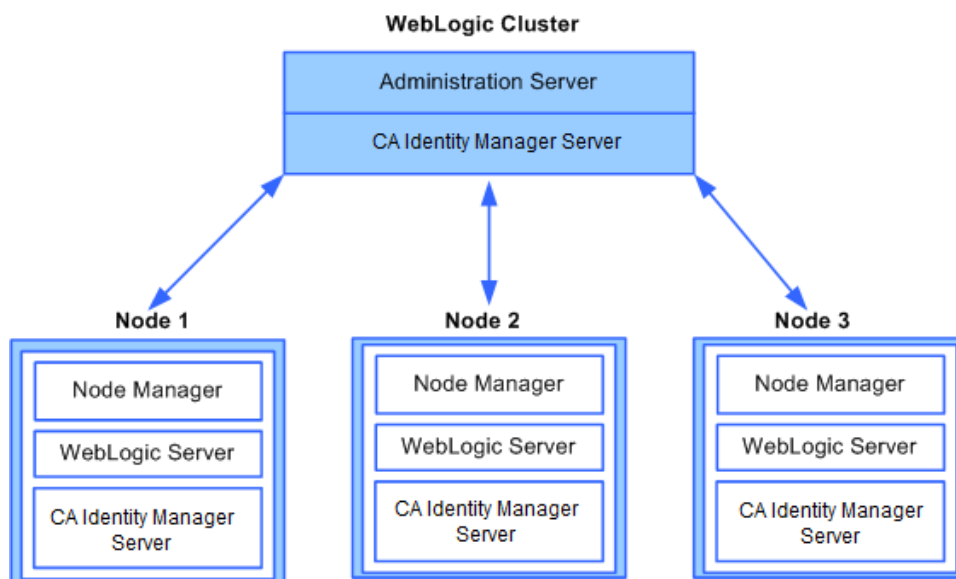 WebLogic Cluster
Administration Server
CA Identity Manager Server
Node 1
Node Manager
WebLogic Server
CA Identity Manager
Server
Node 2
Node Manager
WebLogic Server
CA Identity Manager
Server
Node 3
Node Manager
WebLogic Server
CA Identity Manager
Server